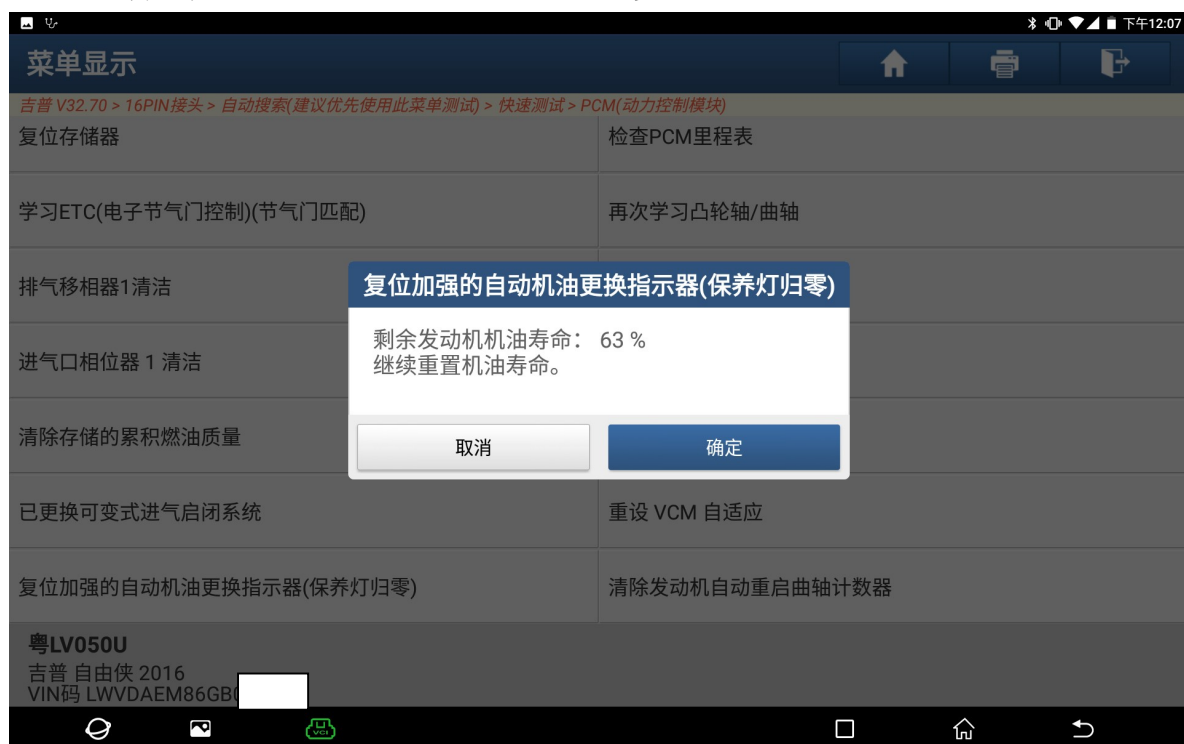 下午12:07
菜单显示
吉普 V32.70 > 16PIN接头 > 自动搜索(建议优先使用此菜单测试) > 快速测试 > PCM(动力控制模块)
复位存储器
检查PCM里程表
学习ETC(电子节气门控制)(节气门匹配)
再次学习凸轮轴/曲轴
排气移相器1清洁
复位加强的自动机油更换指示器(保养灯归零)
剩余发动机机油寿命： 63 %
继续重置机油寿命。
取消
确定
进气口相位器 1 清洁
清除存储的累积燃油质量
已更换可变式进气启闭系统
重设 VCM 自适应
复位加强的自动机油更换指示器(保养灯归零)
清除发动机自动重启曲轴计数器
粤LV050U
吉普 自由侠 2016
VIN码 LWVDAEM86GB
VCI